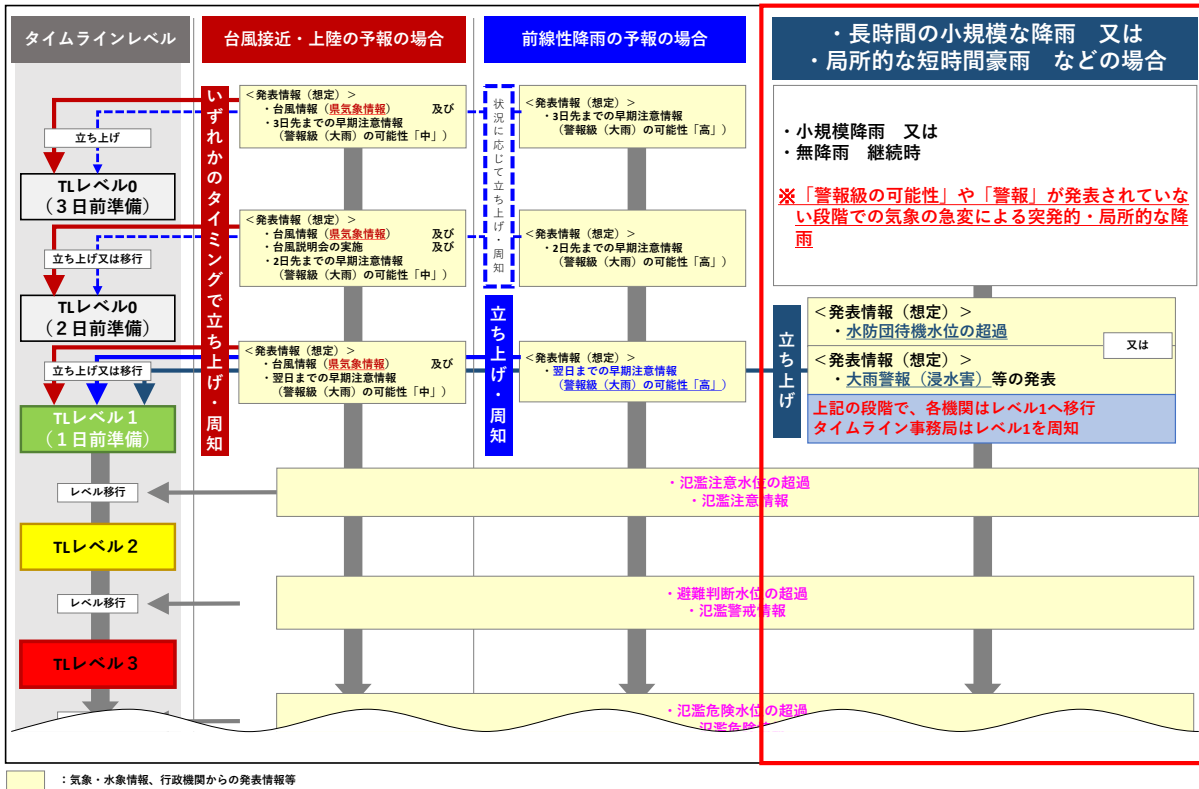 タイムラインレベル
台風接近・上陸の予報の場合
前線性降雨の予報の場合
・長時間の小規模な降雨　又は
・局所的な短時間豪雨　などの場合
いずれかのタイミングで立ち上げ・周知
状況に応じて立ち上げ・周知
立ち上げ・周知
立ち上げ
立ち上げ
<発表情報（想定）>
・台風情報（県気象情報）　及び
・3日先までの早期注意情報
（警報級（大雨）の可能性「中」）
<発表情報（想定）>
・3日先までの早期注意情報
（警報級（大雨）の可能性「高」）
・小規模降雨　又は
・無降雨　継続時
※「警報級の可能性」や「警報」が発表されていな
い段階での気象の急変による突発的・局所的な降
雨
TLレベル0
（３日前準備）
立ち上げ又は移行
<発表情報（想定）>
・台風情報（県気象情報）　及び
・台風説明会の実施　及び
・2日先までの早期注意情報
（警報級（大雨）の可能性「中」）
<発表情報（想定）>
・2日先までの早期注意情報
（警報級（大雨）の可能性「高」）
TLレベル0
（２日前準備）
立ち上げ又は移行
<発表情報（想定）>
・台風情報（県気象情報）　及び
・翌日までの早期注意情報
（警報級（大雨）の可能性「中」）
<発表情報（想定）>
・翌日までの早期注意情報
（警報級（大雨）の可能性「高」）
<発表情報（想定）>
・水防団待機水位の超過
又は
<発表情報（想定）>
・大雨警報（浸水害）等の発表
上記の段階で、各機関はレベル1へ移行
タイムライン事務局はレベル1を周知
TLレベル１
（１日前準備）
レベル移行
・氾濫注意水位の超過
・氾濫注意情報
TLレベル２
レベル移行
・避難判断水位の超過
・氾濫警戒情報
TLレベル３
・氾濫危険水位の超過
：気象・水象情報、行政機関からの発表情報等